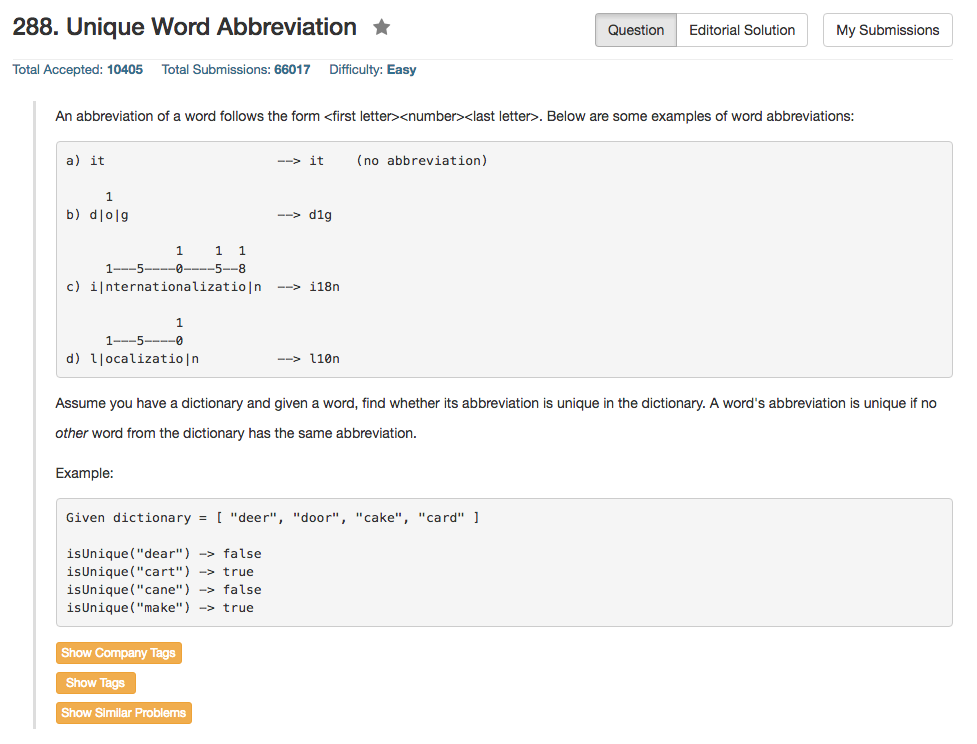 288. Unique Word Abbreviation ★ Question Editorial Solution My Submissions
Total Accepted: 10405 Total Submissions: 66017 Difficulty: Easy
An abbreviation of a word follows the form <first letter><number><last letter>. Below are some examples of word abbreviations:
a) it                      --> it    (no abbreviation)
     1
b) d|o|g                   --> d1g
              1    1  1
     1---5----0----5--8
c) i|nternationalizatio|n  --> i18n
              1
     1---5----0
d) l|ocalizatio|n          --> l10n
Assume you have a dictionary and given a word, find whether its abbreviation is unique in the dictionary. A word's abbreviation is unique if no
other word from the dictionary has the same abbreviation.
Example:
Given dictionary = [ "deer", "door", "cake", "card" ]
isUnique("dear") -> false
isUnique("cart") -> true
isUnique("cane") -> false
isUnique("make") -> true
Show Company Tags
Show Tags
Show Similar Problems